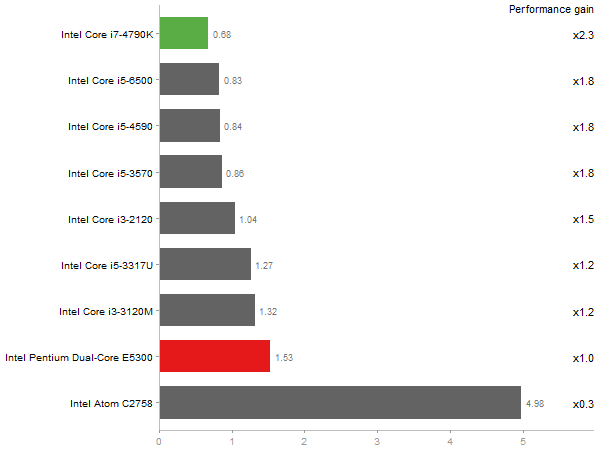 Performance gain
Intel Core i7-4790K 0.68 x2.3
Intel Core i5-6500 0.83 x1.8
Intel Core i5-4590 0.84 x1.8
Intel Core i5-3570 0.86 x1.8
Intel Core i3-2120 1.04 x1.5
Intel Core i5-3317U 1.27 x1.2
Intel Core i3-3120M 1.32 x1.2
Intel Pentium Dual-Core E5300 1.53 x1.0
Intel Atom C2758 4.98 x0.3
0 1 2 3 4 5